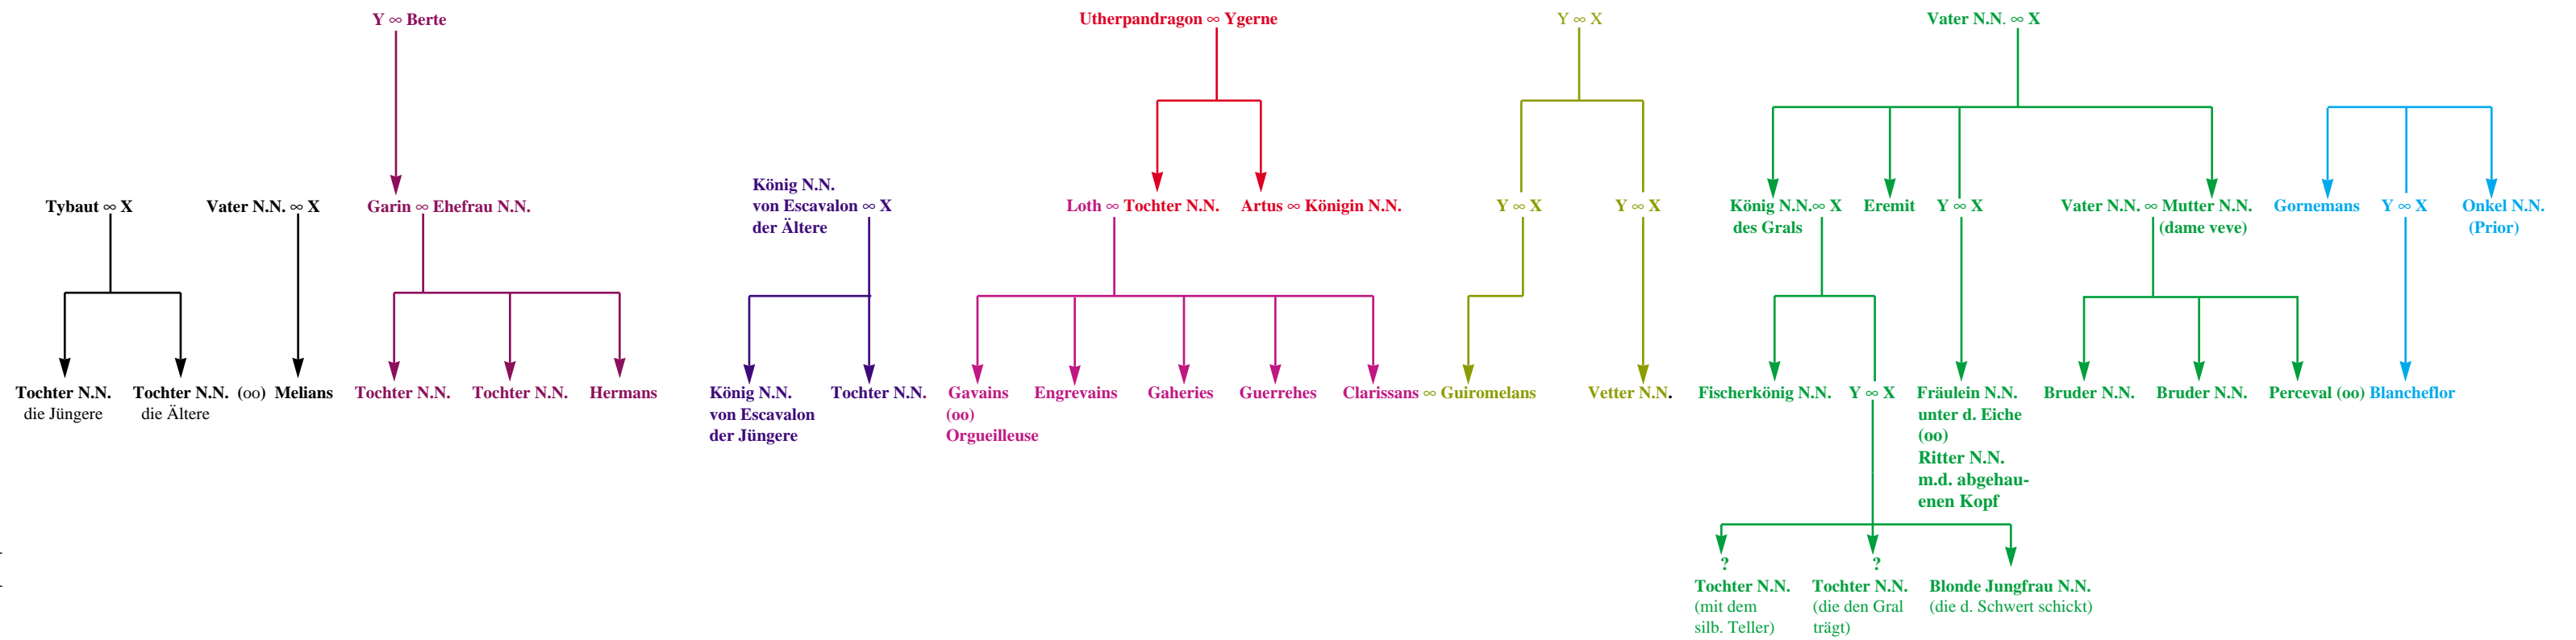 Y ∞ Berte
Utherpandragon ∞ Ygerne
Y ∞ X
Vater N.N. ∞ X
Tybaut ∞ X
Vater N.N. ∞ X
Garin ∞ Ehefrau N.N.
König N.N.
von Escavalon ∞ X
der Ältere
Loth ∞ Tochter N.N.
Artus ∞ Königin N.N.
Y ∞ X
Y ∞ X
König N.N.∞ X
des Grals
Eremit
Y ∞ X
Vater N.N. ∞ Mutter N.N.
(dame veve)
Gornemans
Y ∞ X
Onkel N.N.
(Prior)
Tochter N.N.
die Jüngere
Tochter N.N. (oo) Melians
die Ältere
Tochter N.N.
Tochter N.N.
Hermans
König N.N.
von Escavalon
der Jüngere
Tochter N.N.
Gavains
(oo)
Orgueilleuse
Engrevains
Gaheries
Guerrehes
Clarissans ∞ Guiromelans
Vetter N.N.
Fischerkönig N.N.
Y ∞ X
Fräulein N.N.
unter d. Eiche
(oo)
Ritter N.N.
m.d. abgehau-
enen Kopf
Bruder N.N.
Bruder N.N.
Perceval (oo) Blancheflor
?
Tochter N.N.
(mit dem
silb. Teller)
?
Tochter N.N.
(die den Gral
trägt)
Blonde Jungfrau N.N.
(die d. Schwert schickt)